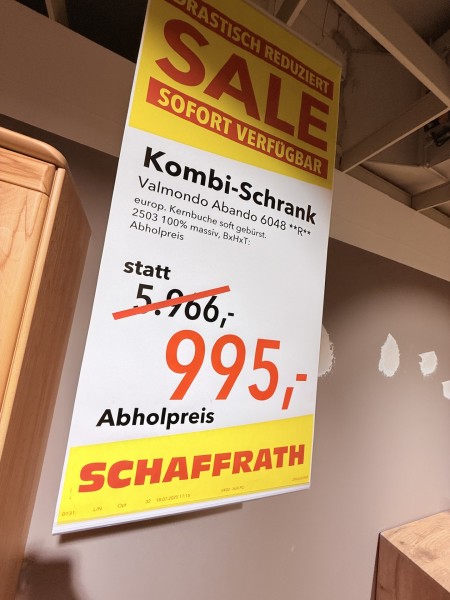 DRASTISCH REDUZIERT
SALE
SOFORT VERFÜGBAR
Kombi-Schrank
Valmondo Abando 6048 **R**
europ. Kernbuche soft gebürst.
2503 100% massiv, BxHxT:
Abholpreis
statt
5.966,-
995,-
Abholpreis
SCHAFFRATH